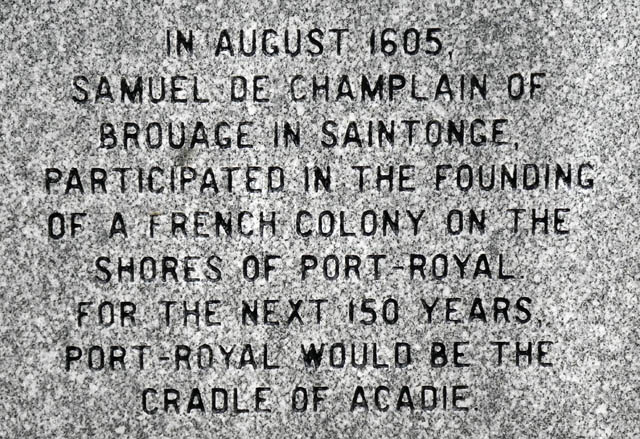 IN AUGUST 1605,
SAMUEL DE CHAMPLAIN OF
BROUAGE IN SAINTONGE,
PARTICIPATED IN THE FOUNDING
OF A FRENCH COLONY ON THE
SHORES OF PORT-ROYAL.
FOR THE NEXT 150 YEARS,
PORT-ROYAL WOULD BE THE
CRADLE OF ACADIE.